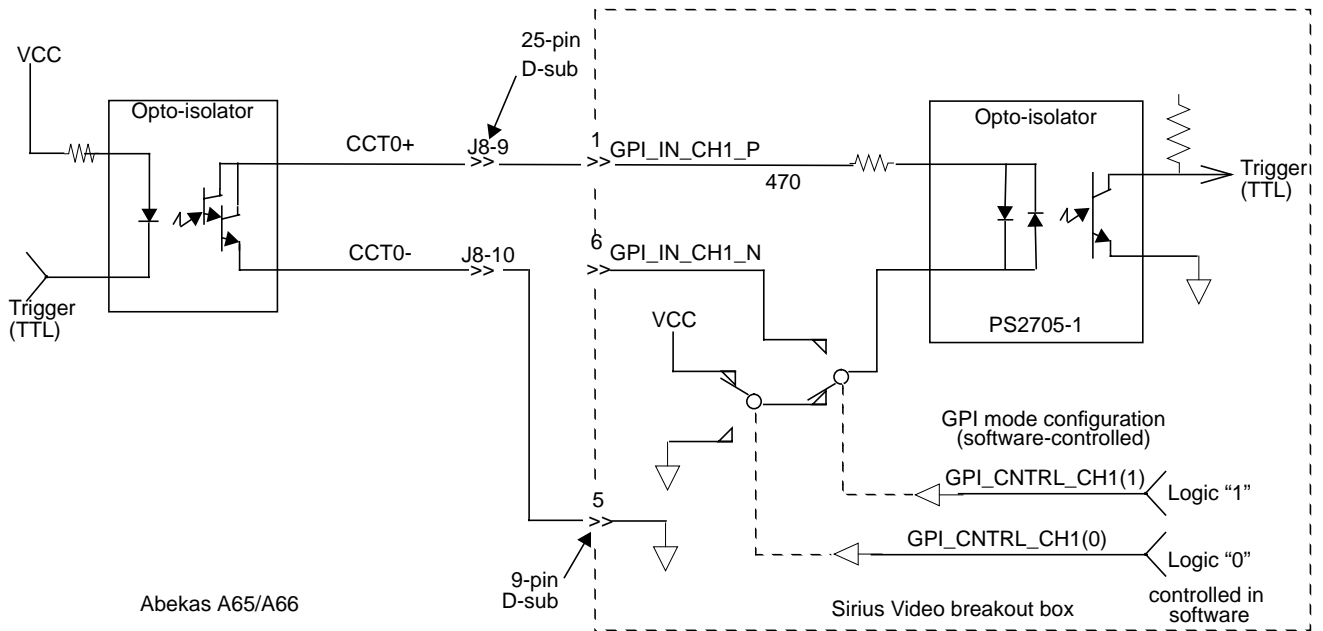 25-pin
D-sub
VCC
Opto-isolator
Opto-isolator
CCT0+
J8-9
1
GPI_IN_CH1_P
470
Trigger
(TTL)
CCT0-
J8-10
6
GPI_IN_CH1_N
Trigger
(TTL)
VCC
PS2705-1
GPI mode configuration
(software-controlled)
GPI_CNTRL_CH1(1)
Logic “1”
5
GPI_CNTRL_CH1(0)
Logic “0”
9-pin
D-sub
Abekas A65/A66
Sirius Video breakout box
controlled in
software